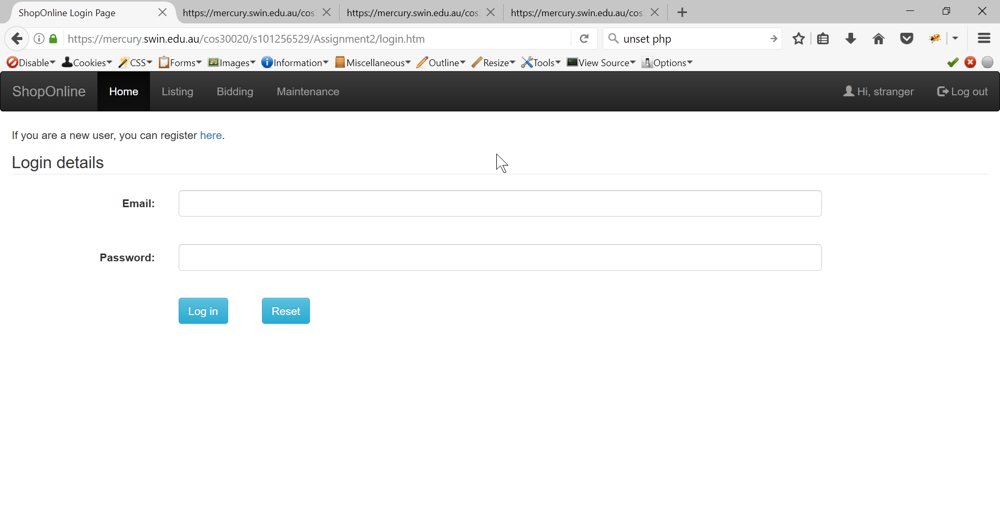 ShopOnline Login Page https://mercury.swin.edu.au/cos https://mercury.swin.edu.au/cos https://mercury.swin.edu.au/cos
https://mercury.swin.edu.au/cos30020/s101256529/Assignment2/login.htm unset php
Disable Cookies CSS Forms Images Information Miscellaneous Outline Resize Tools View Source Options
ShopOnline Home Listing Bidding Maintenance Hi, stranger Log out
If you are a new user, you can register here.
Login details
Email:
Password:
Log in Reset